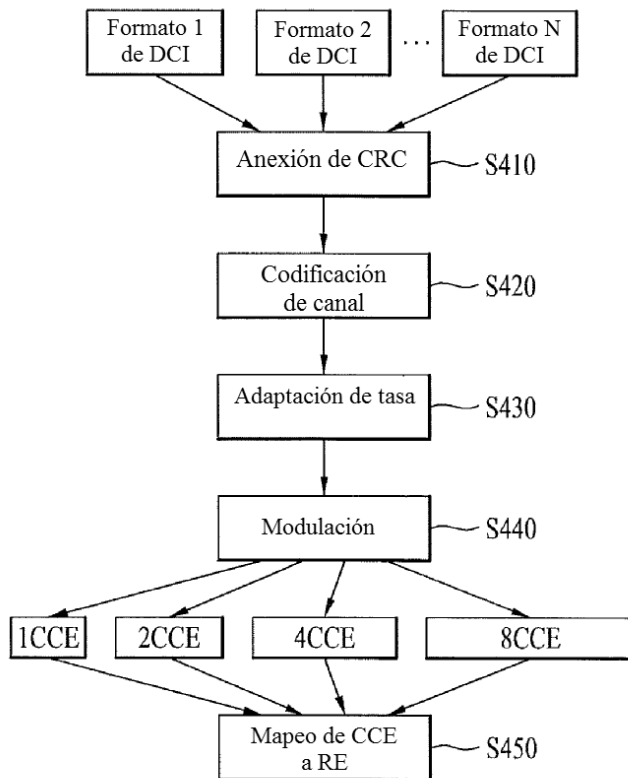 Formato 1
de DCI
Formato 2
de DCI
...
Formato N
de DCI
Anexión de CRC
S410
Codificación
de canal
S420
Adaptación de tasa
S430
Modulación
S440
1CCE
2CCE
4CCE
8CCE
Mapeo de CCE
a RE
S450